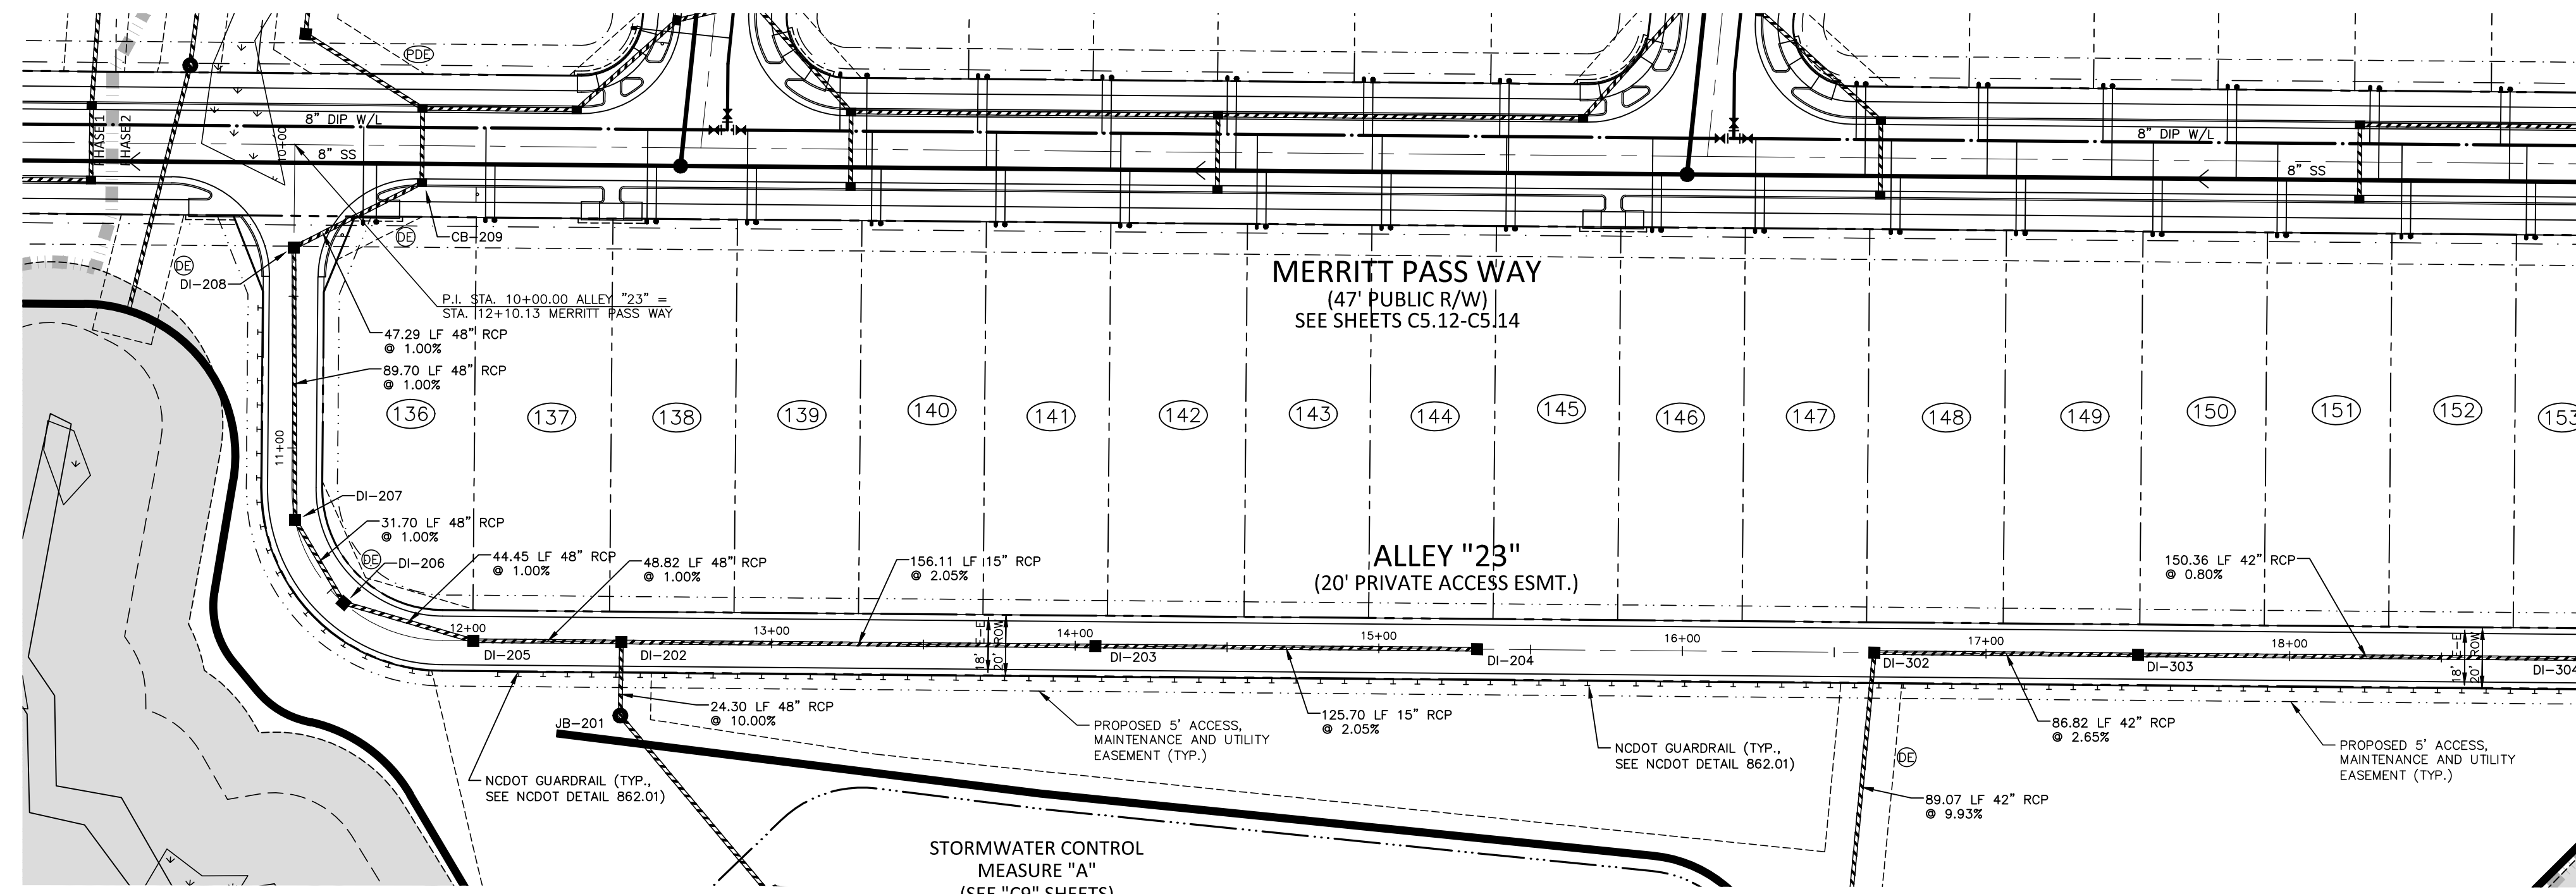 PDE
PHASE 1
PHASE 2
10+00
8" DIP W/L
8" SS
8" DIP W/L
8" SS
DE
CB-209
DE
DI-208
P.I. STA. 10+00.00 ALLEY "23" =
STA. 12+10.13 MERRITT PASS WAY
MERRITT PASS WAY
(47' PUBLIC R/W)
SEE SHEETS C5.12-C5.14
47.29 LF 48" RCP
@ 1.00%
89.70 LF 48" RCP
@ 1.00%
136
137
138
139
140
141
142
143
144
145
146
147
148
149
150
151
152
153
11+00
DI-207
31.70 LF 48" RCP
@ 1.00%
DE
DI-206
44.45 LF 48" RCP
@ 1.00%
48.82 LF 48" RCP
@ 1.00%
156.11 LF 15" RCP
@ 2.05%
ALLEY "23"
(20' PRIVATE ACCESS ESMT.)
150.36 LF 42" RCP
@ 0.80%
12+00
13+00
14+00
15+00
16+00
17+00
18+00
18' E-E
20' ROW
18' E-E
20' ROW
DI-205
DI-202
DI-203
DI-204
DI-302
DI-303
DI-304
24.30 LF 48" RCP
@ 10.00%
JB-201
PROPOSED 5' ACCESS,
MAINTENANCE AND UTILITY
EASEMENT (TYP.)
125.70 LF 15" RCP
@ 2.05%
NCDOT GUARDRAIL (TYP.,
SEE NCDOT DETAIL 862.01)
DE
86.82 LF 42" RCP
@ 2.65%
PROPOSED 5' ACCESS,
MAINTENANCE AND UTILITY
EASEMENT (TYP.)
NCDOT GUARDRAIL (TYP.,
SEE NCDOT DETAIL 862.01)
89.07 LF 42" RCP
@ 9.93%
STORMWATER CONTROL
MEASURE "A"
(SEE "C9" SHEETS)